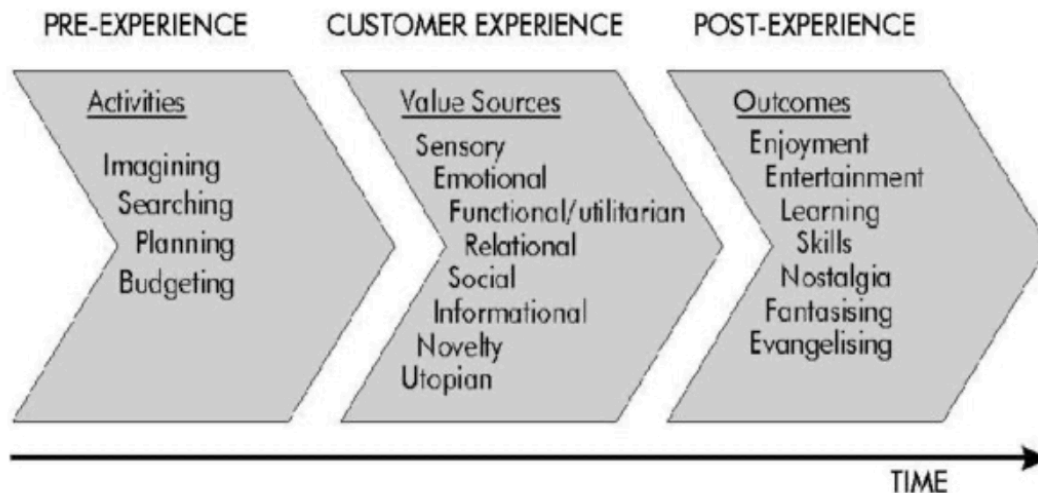 PRE-EXPERIENCE
CUSTOMER EXPERIENCE
POST-EXPERIENCE
Activities
Imagining
Searching
Planning
Budgeting
Value Sources
Sensory
Emotional
Functional/utilitarian
Relational
Social
Informational
Novelty
Utopian
Outcomes
Enjoyment
Entertainment
Learning
Skills
Nostalgia
Fantasising
Evangelising
TIME